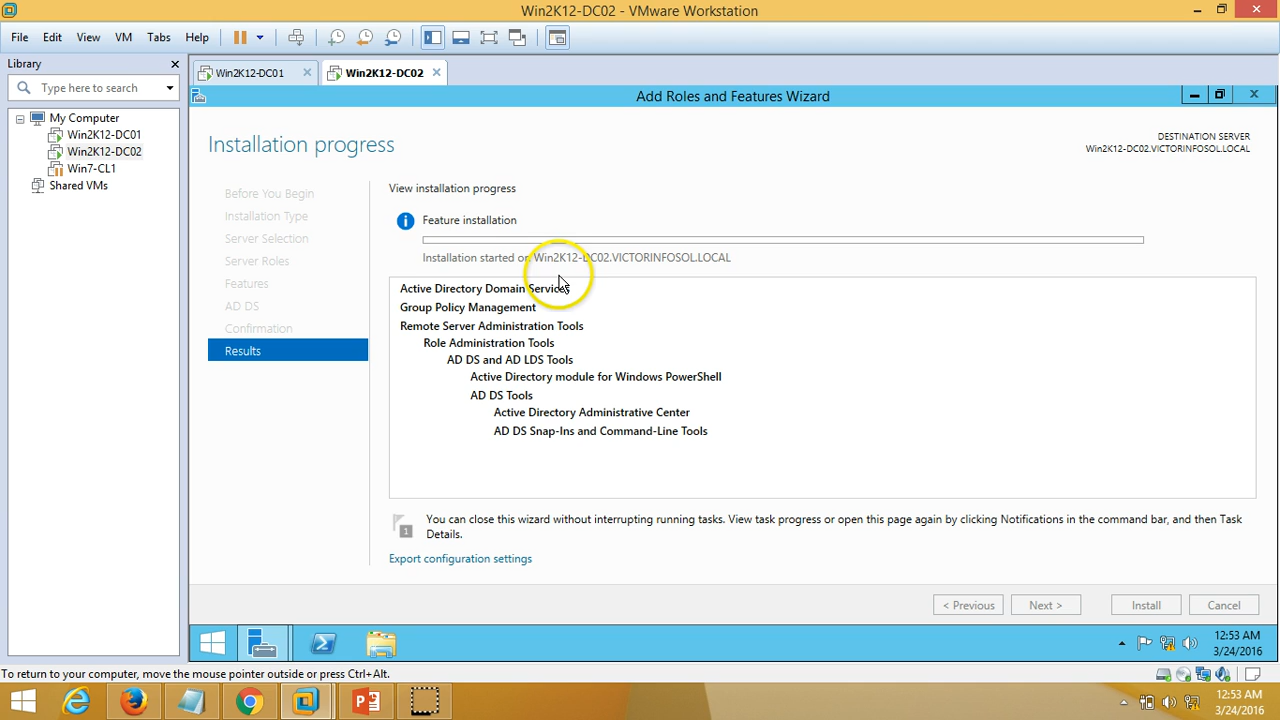 Win2K12-DC02 - VMware Workstation
File Edit View VM Tabs Help
Library
Type here to search
My Computer
Win2K12-DC01
Win2K12-DC02
Win7-CL1
Shared VMs
Win2K12-DC01 Win2K12-DC02
Add Roles and Features Wizard
Installation progress
DESTINATION SERVER
Win2K12-DC02.VICTORINFOSOL.LOCAL
Before You Begin
Installation Type
Server Selection
Server Roles
Features
AD DS
Confirmation
Results
View installation progress
Feature installation
Installation started on Win2K12-DC02.VICTORINFOSOL.LOCAL
Active Directory Domain Services
Group Policy Management
Remote Server Administration Tools
Role Administration Tools
AD DS and AD LDS Tools
Active Directory module for Windows PowerShell
AD DS Tools
Active Directory Administrative Center
AD DS Snap-Ins and Command-Line Tools
1
You can close this wizard without interrupting running tasks. View task progress or open this page again by clicking Notifications in the command bar, and then Task
Details.
Export configuration settings
< Previous Next > Install Cancel
12:53 AM
3/24/2016
To return to your computer, move the mouse pointer outside or press Ctrl+Alt.
12:53 AM
3/24/2016